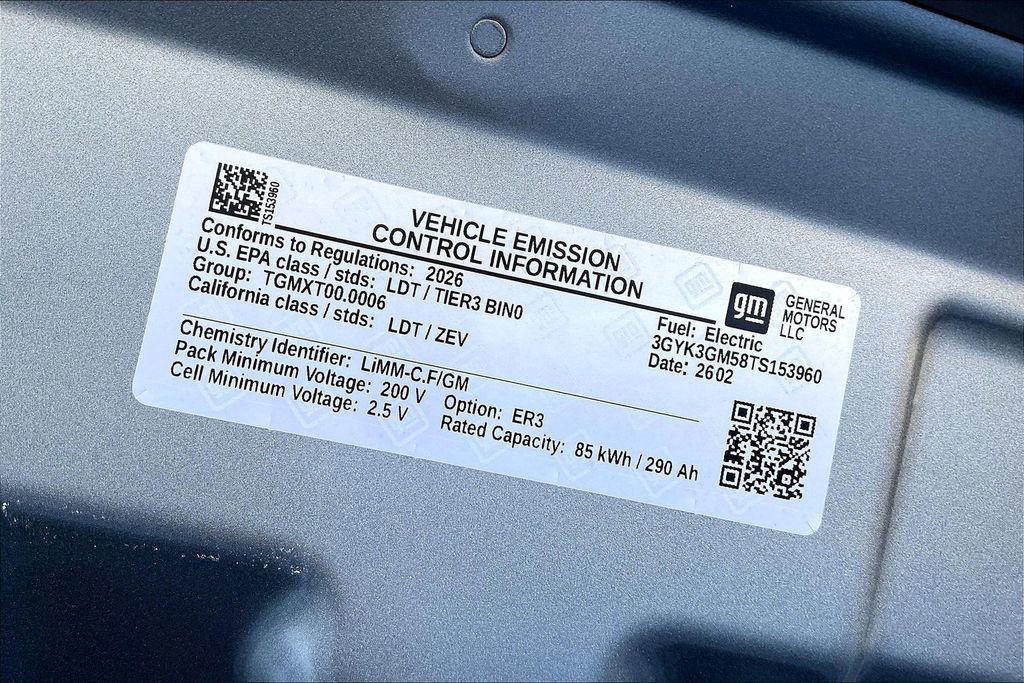 TS153960
VEHICLE EMISSION
CONTROL INFORMATION
gm
GENERAL
MOTORS
LLC
Conforms to Regulations: 2026
U.S. EPA class / stds: LDT / TIER3 BIN0
Group: TGMXT00.0006
California class / stds: LDT / ZEV
Fuel: Electric
3GYK3GM58TS153960
Date: 2602
Chemistry Identifier: LiMM-C.F/GM
Pack Minimum Voltage: 200 V Option: ER3
Cell Minimum Voltage: 2.5 V Rated Capacity: 85 kWh / 290 Ah